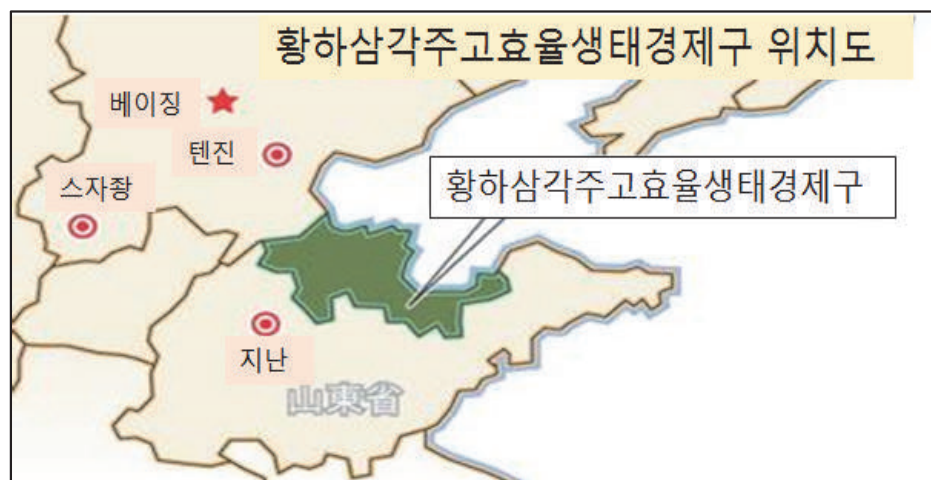 황하삼각주고효율생태경제구 위치도
베이징
텐진
스자좡
황하삼각주고효율생태경제구
지난
山東省